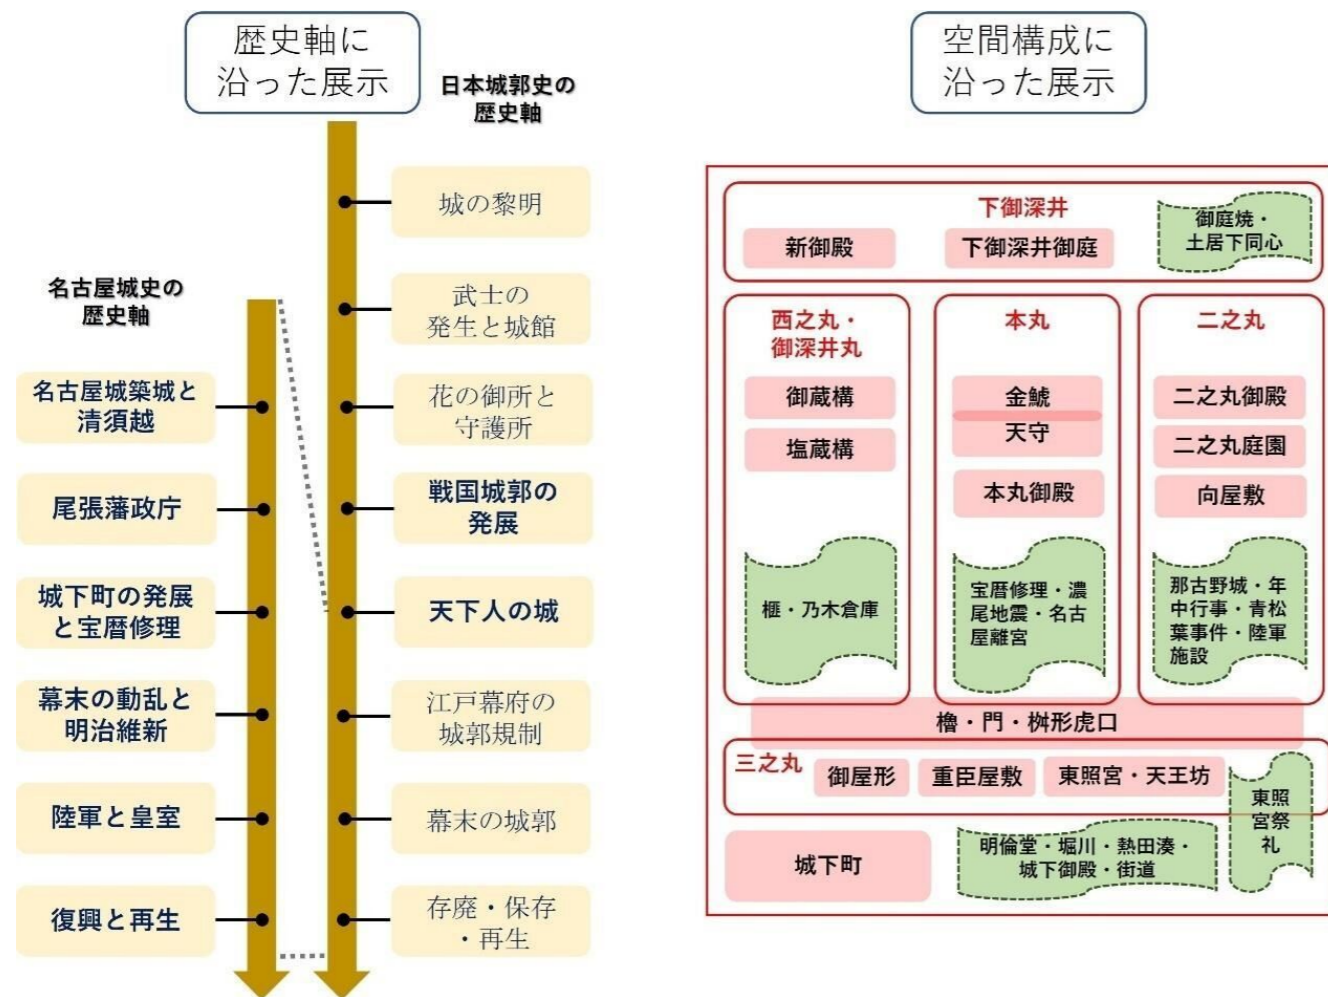 歴史軸に
沿った展示
日本城郭史の
歴史軸
城の黎明
武士の
発生と城館
花の御所と
守護所
戦国城郭の
発展
天下人の城
江戸幕府の
城郭規制
幕末の城郭
存廃・保存
・再生
名古屋城史の
歴史軸
名古屋城築城と
清須越
尾張藩政庁
城下町の発展
と宝暦修理
幕末の動乱と
明治維新
陸軍と皇室
復興と再生
空間構成に
沿った展示
下御深井
新御殿
下御深井御庭
御庭焼・
土居下同心
西之丸・
御深井丸
御蔵構
塩蔵構
榧・乃木倉庫
本丸
金鯱
天守
本丸御殿
宝暦修理・濃
尾地震・名古
屋離宮
二之丸
二之丸御殿
二之丸庭園
向屋敷
那古野城・年
中行事・青松
葉事件・陸軍
施設
櫓・門・桝形虎口
三之丸
御屋形
重臣屋敷
東照宮・天王坊
東照
宮祭
礼
城下町
明倫堂・堀川・熱田湊・
城下御殿・街道